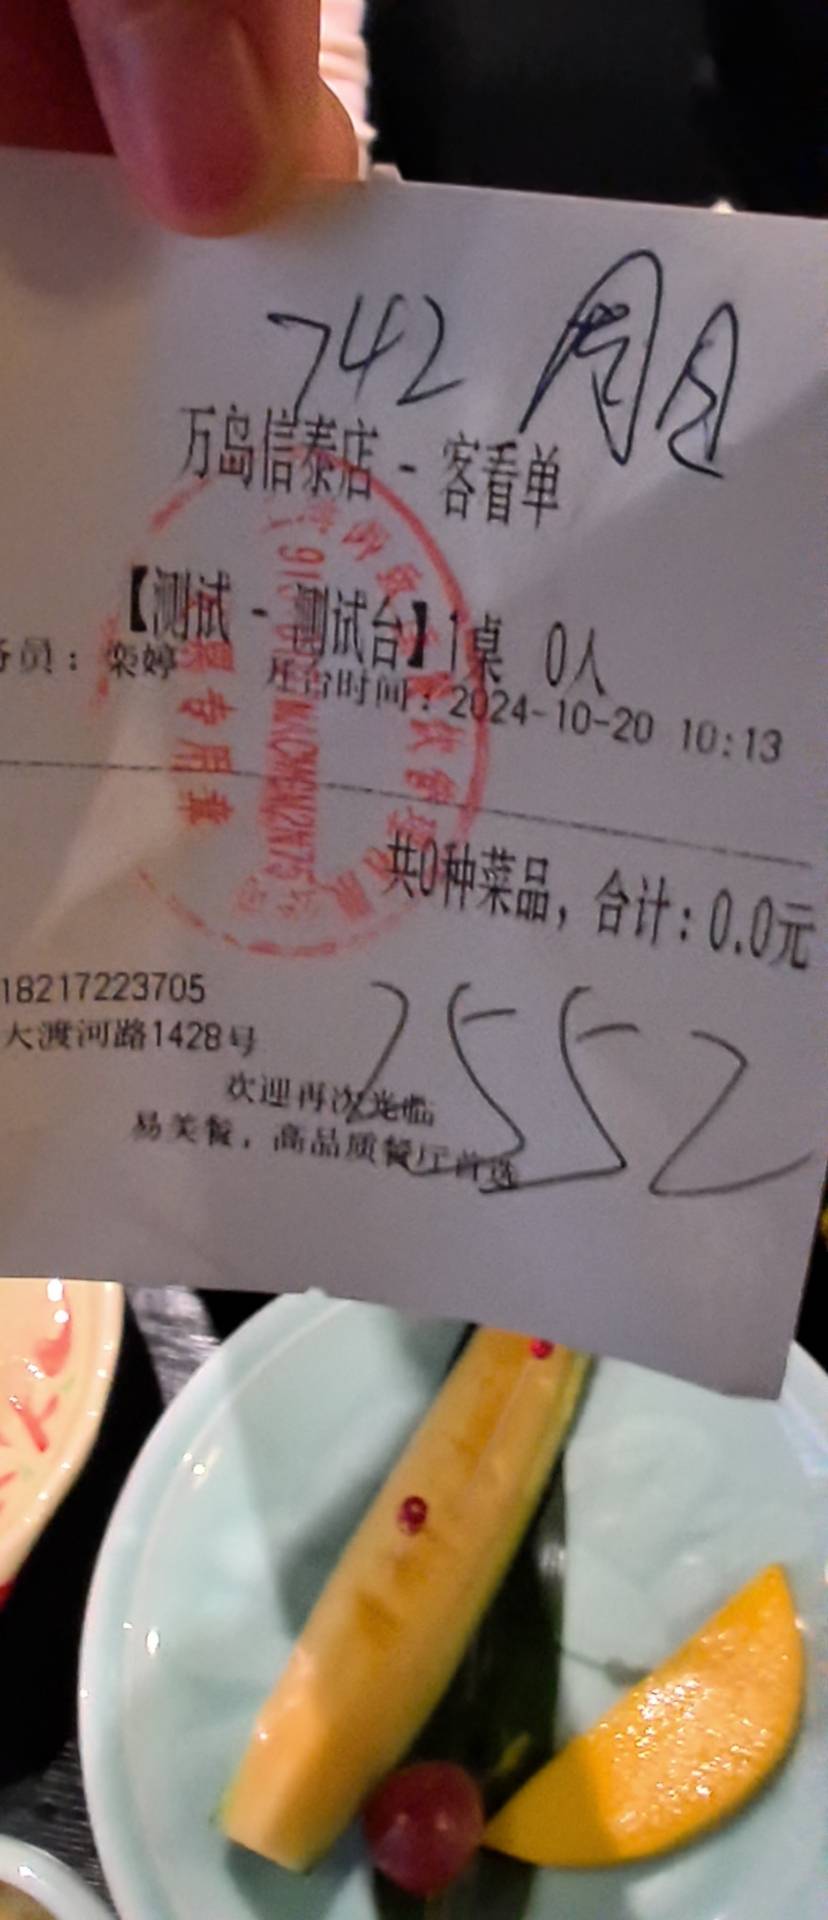 742 周
万岛信泰店 - 客看单
【测试 - 测试台】1桌 0人
务员： 栾婷 开台时间：2024-10-20 10:13
共0种菜品，合计：0.0元
18217223705
大渡河路1428号
2552
欢迎再次光临
易美餐，高品质餐厅首选
专用章